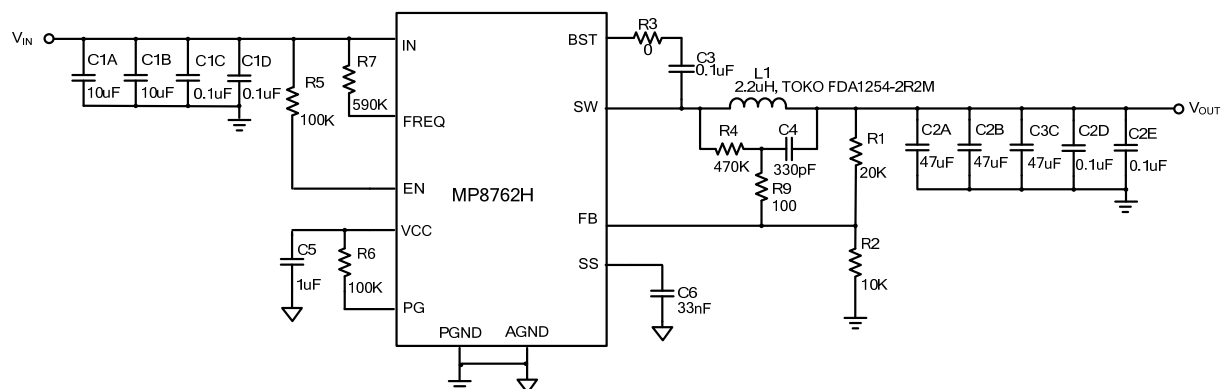 VIN
C1A
10uF
C1B
10uF
C1C
0.1uF
C1D
0.1uF
R5
100K
R7
590K
IN
FREQ
EN
VCC
PG
C5
1uF
R6
100K
MP8762H
PGND
AGND
BST
SW
FB
SS
R3
0
C3
0.1uF
L1
2.2uH, TOKO FDA1254-2R2M
R4
470K
C4
330pF
R9
100
R1
20K
R2
10K
C6
33nF
C2A
47uF
C2B
47uF
C3C
47uF
C2D
0.1uF
C2E
0.1uF
VOUT